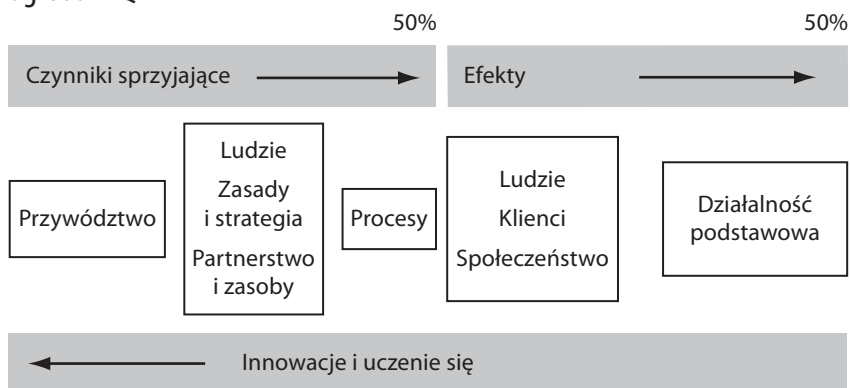 50%
50%
Czynniki sprzyjające
Efekty
Przywództwo
Ludzie
Zasady
i strategia
Partnerstwo
i zasoby
Procesy
Ludzie
Klienci
Społeczeństwo
Działalność
podstawowa
Innowacje i uczenie się